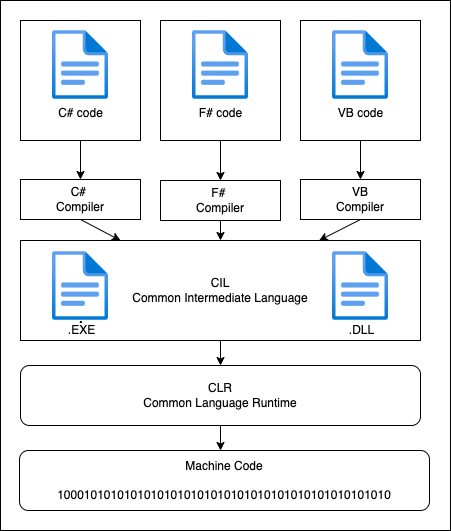 C# code
F# code
VB code
C#
Compiler
F#
Compiler
VB
Compiler
CIL
Common Intermediate Language
.EXE
.DLL
CLR
Common Language Runtime
Machine Code
10001010101010101010101010101010101010101010101010